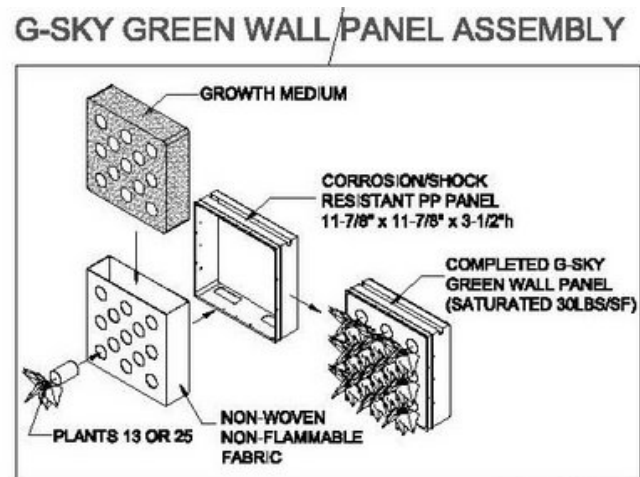 G-SKY GREEN WALL PANEL ASSEMBLY
GROWTH MEDIUM
CORROSION/SHOCK
RESISTANT PP PANEL
11-7/8" x 11-7/8" x 3-1/2"h
COMPLETED G-SKY
GREEN WALL PANEL
(SATURATED 30LBS/SF)
PLANTS 13 OR 25
NON-WOVEN
NON-FLAMMABLE
FABRIC